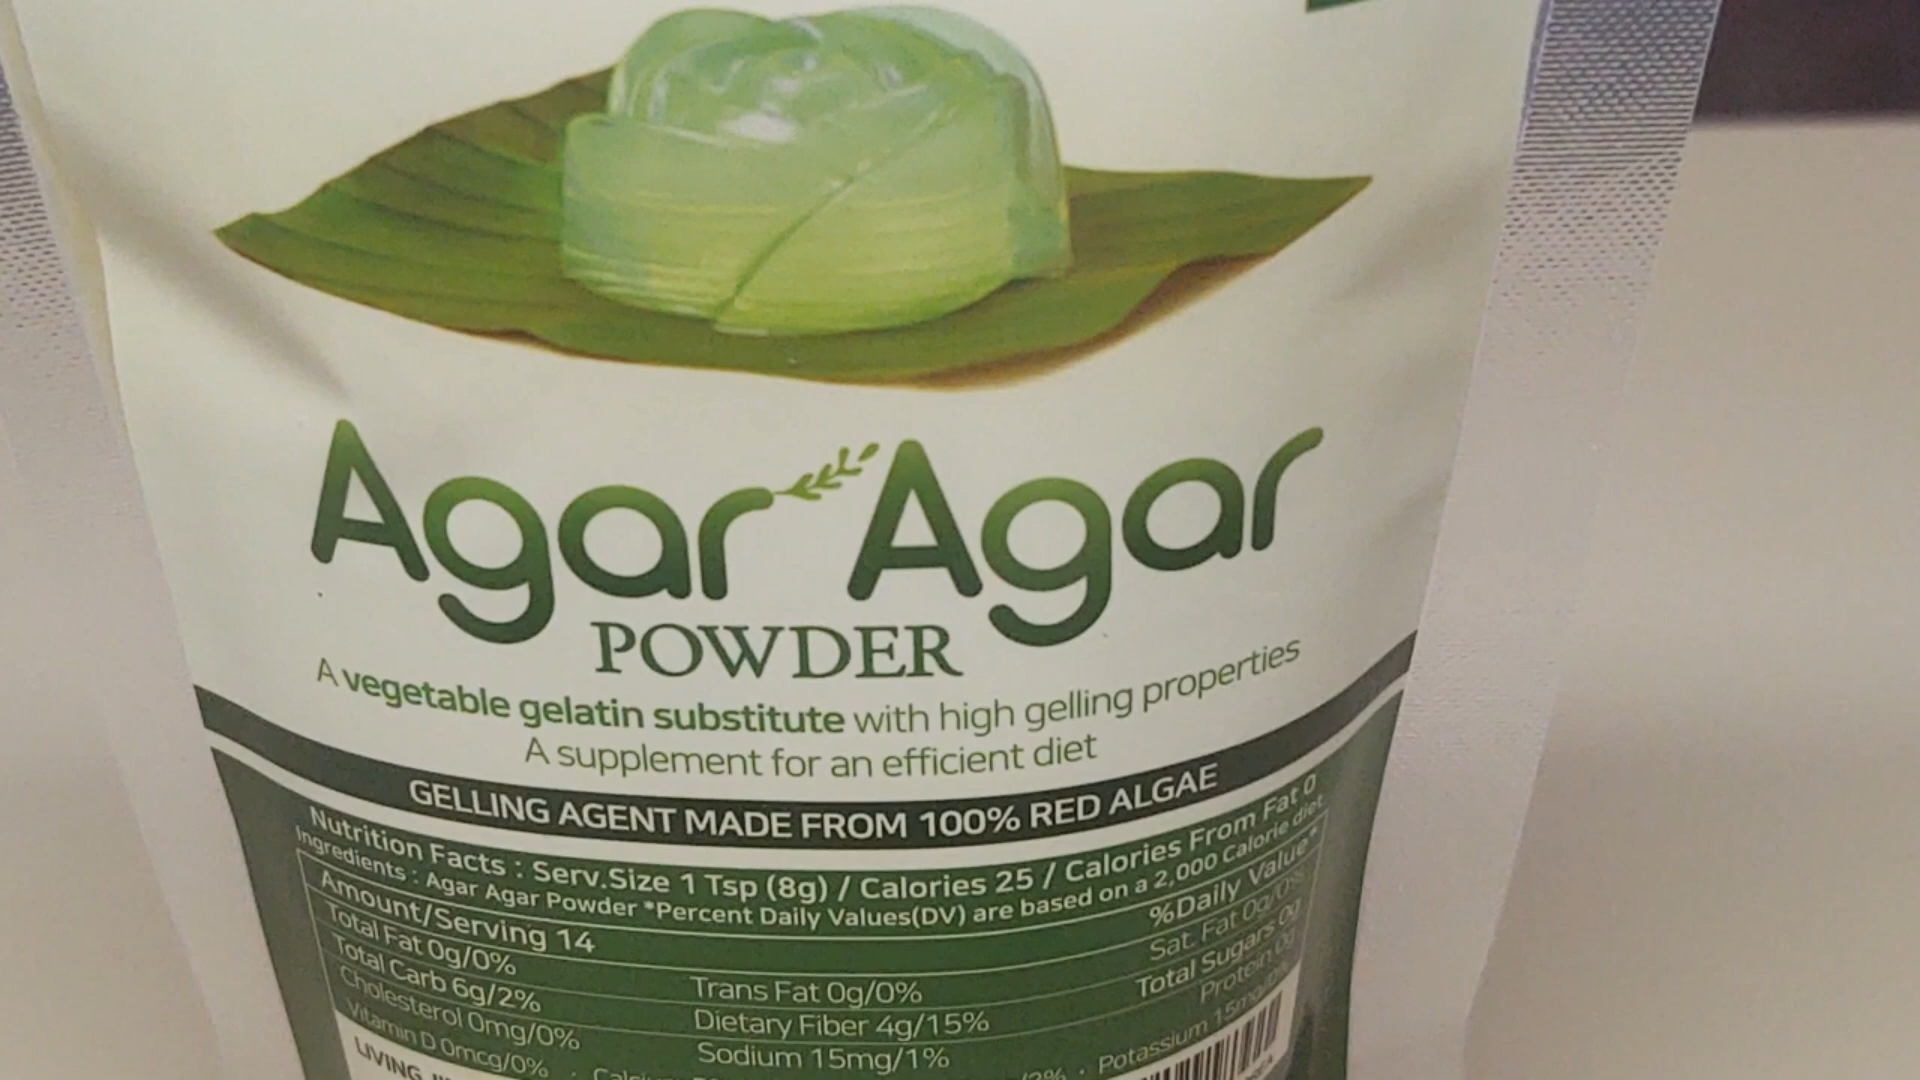 Agar Agar
POWDER
A vegetable gelatin substitute with high gelling properties
A supplement for an efficient diet
GELLING AGENT MADE FROM 100% RED ALGAE
Nutrition Facts : Serv.Size 1 Tsp (8g) / Calories 25 / Calories From Fat 0
Ingredients : Agar Agar Powder *Percent Daily Values(DV) are based on a 2,000 Calorie diet
Amount/Serving 14 %Daily Value*
Total Fat 0g/0% Trans Fat 0g/0% Sat. Fat 0g/0%
Total Carb 6g/2% Dietary Fiber 4g/15% Total Sugars 0g
Cholesterol 0mg/0% Sodium 15mg/1% Protein 0g
Vitamin D 0mcg/0% · /2% · Potassium 15mg
LIVING